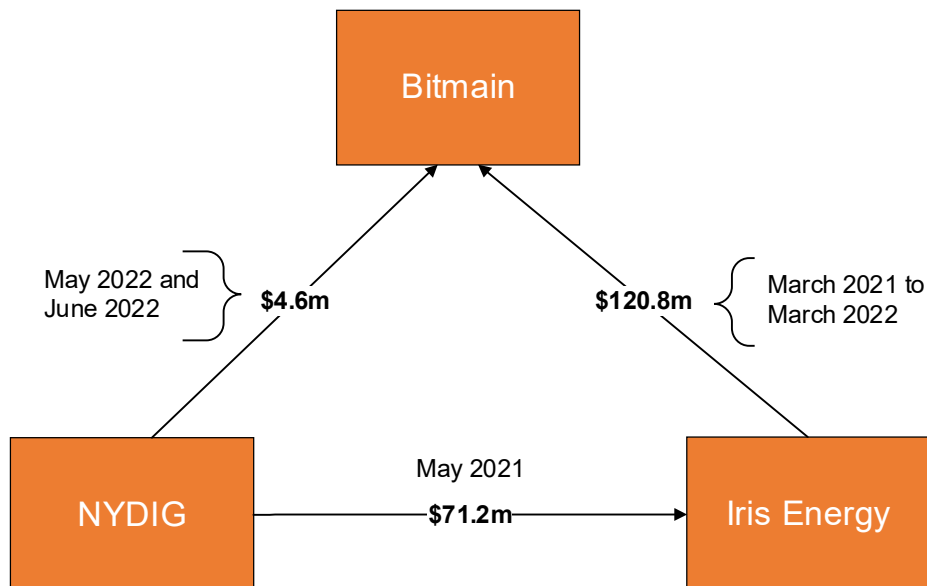 Bitmain
May 2022 and
June 2022
$4.6m
$120.8m
March 2021 to
March 2022
May 2021
$71.2m
NYDIG
Iris Energy